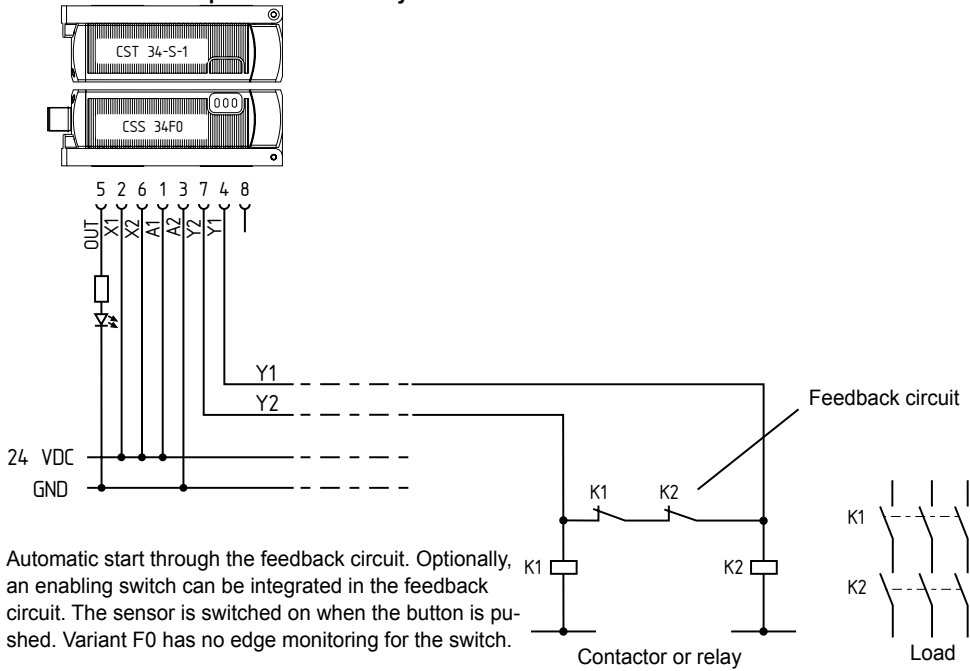 CST 34-S-1
000
CSS 34F0
5 2 6 1 3 7 4 8
OUT X1 X2 A1 A2 Y2 Y1
Y1
Y2
Feedback circuit
24 VDC
GND
K1 K2
K1
K2
K1
K2
Automatic start through the feedback circuit. Optionally,
an enabling switch can be integrated in the feedback
circuit. The sensor is switched on when the button is pu-
shed. Variant F0 has no edge monitoring for the switch.
Contactor or relay
Load